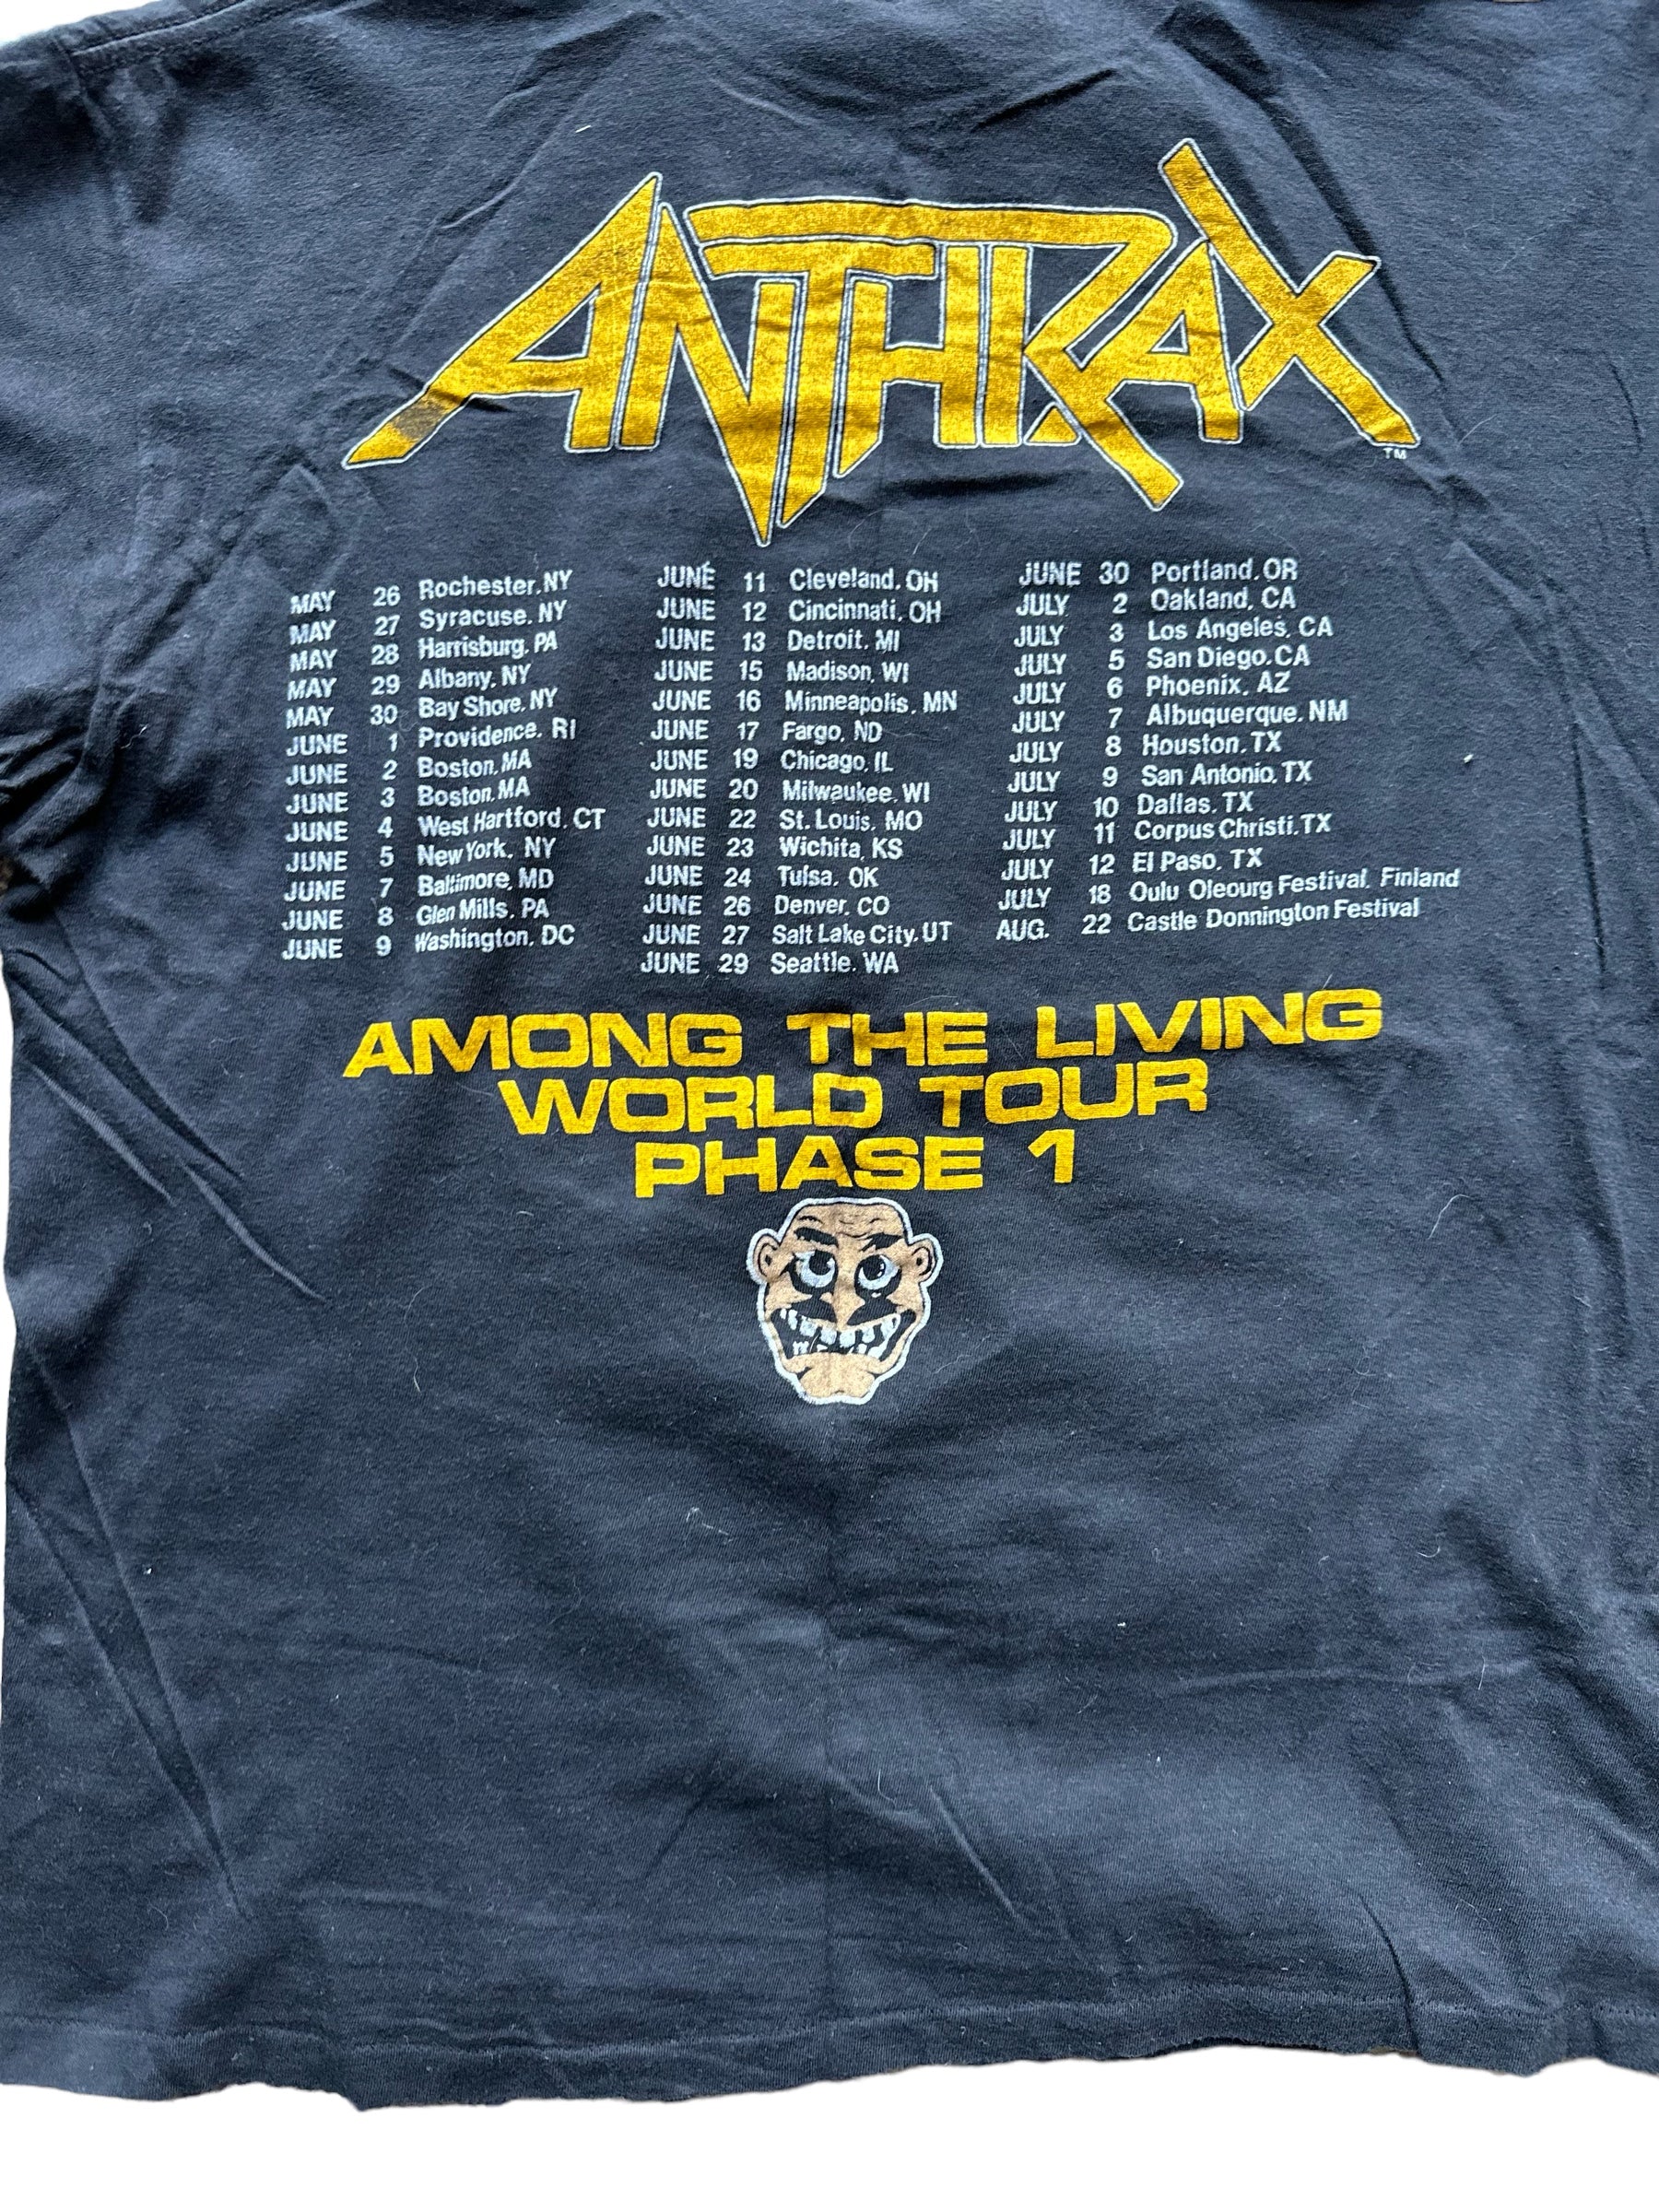 ANTHRAX
TM
MAY 26 Rochester, NY
MAY 27 Syracuse, NY
MAY 28 Harrisburg, PA
MAY 29 Albany, NY
MAY 30 Bay Shore, NY
JUNE 1 Providence, RI
JUNE 2 Boston, MA
JUNE 3 Boston, MA
JUNE 4 West Hartford, CT
JUNE 5 New York, NY
JUNE 7 Baltimore, MD
JUNE 8 Glen Mills, PA
JUNE 9 Washington, DC
JUNE 11 Cleveland, OH
JUNE 12 Cincinnati, OH
JUNE 13 Detroit, MI
JUNE 15 Madison, WI
JUNE 16 Minneapolis, MN
JUNE 17 Fargo, ND
JUNE 19 Chicago, IL
JUNE 20 Milwaukee, WI
JUNE 22 St. Louis, MO
JUNE 23 Wichita, KS
JUNE 24 Tulsa, OK
JUNE 26 Denver, CO
JUNE 27 Salt Lake City, UT
JUNE 29 Seattle, WA
JUNE 30 Portland, OR
JULY 2 Oakland, CA
JULY 3 Los Angeles, CA
JULY 5 San Diego, CA
JULY 6 Phoenix, AZ
JULY 7 Albuquerque, NM
JULY 8 Houston, TX
JULY 9 San Antonio, TX
JULY 10 Dallas, TX
JULY 11 Corpus Christi, TX
JULY 12 El Paso, TX
JULY 18 Oulu Oleourg Festival, Finland
AUG. 22 Castle Donnington Festival
AMONG THE LIVING
WORLD TOUR
PHASE 1